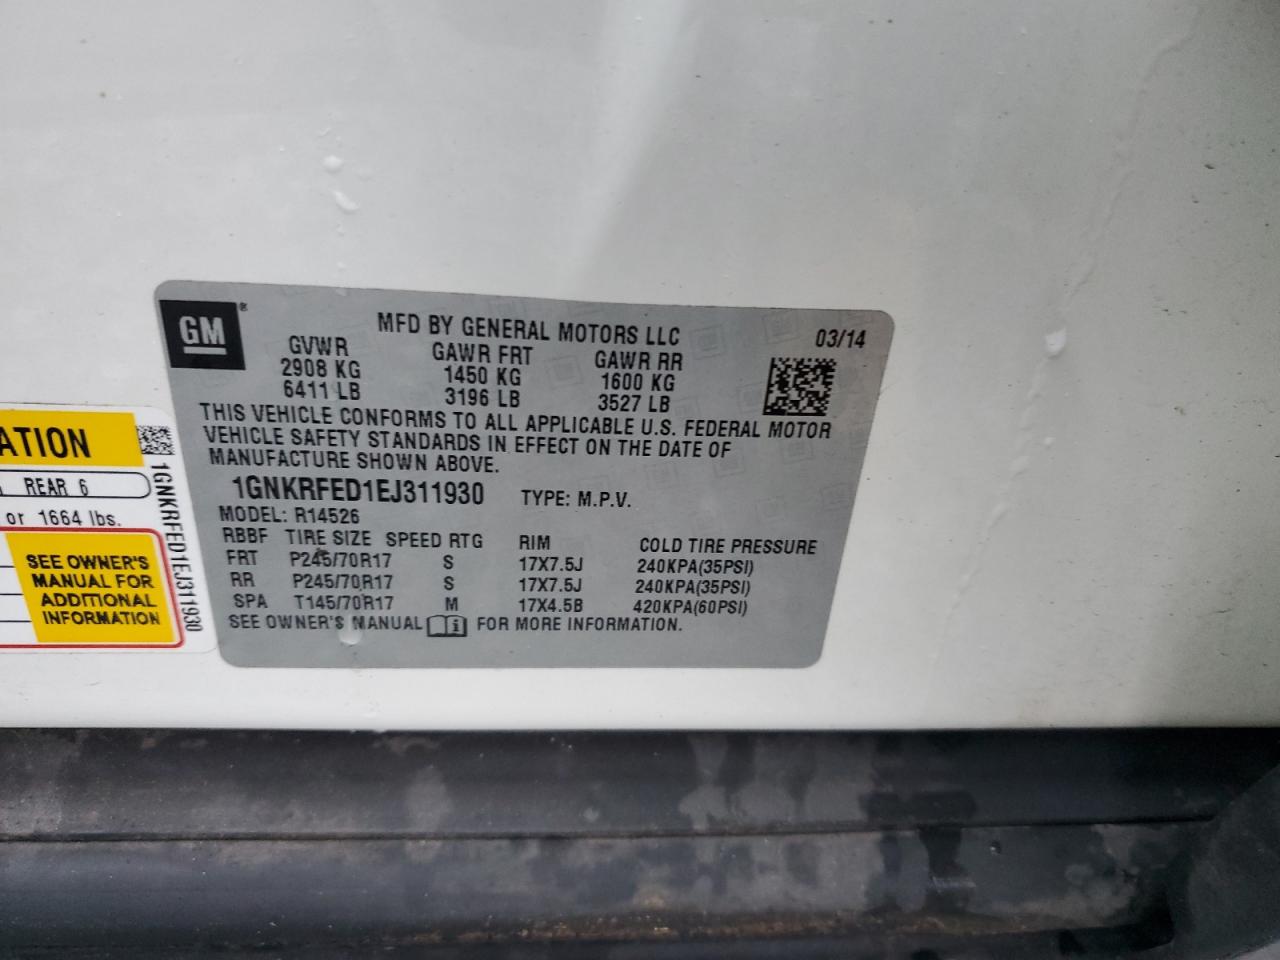 GM ®
MFD BY GENERAL MOTORS LLC 03/14
GVWR GAWR FRT GAWR RR
2908 KG 1450 KG 1600 KG
6411 LB 3196 LB 3527 LB
THIS VEHICLE CONFORMS TO ALL APPLICABLE U.S. FEDERAL MOTOR
VEHICLE SAFETY STANDARDS IN EFFECT ON THE DATE OF
MANUFACTURE SHOWN ABOVE.
1GNKRFED1EJ311930 TYPE: M.P.V.
MODEL: R14526
RBBF TIRE SIZE SPEED RTG RIM COLD TIRE PRESSURE
FRT P245/70R17 S 17X7.5J 240KPA(35PSI)
RR P245/70R17 S 17X7.5J 240KPA(35PSI)
SPA T145/70R17 M 17X4.5B 420KPA(60PSI)
SEE OWNER'S MANUAL FOR MORE INFORMATION.
ATION
REAR 6
or 1664 lbs.
SEE OWNER'S
MANUAL FOR
ADDITIONAL
INFORMATION
1GNKRFED1EJ311930